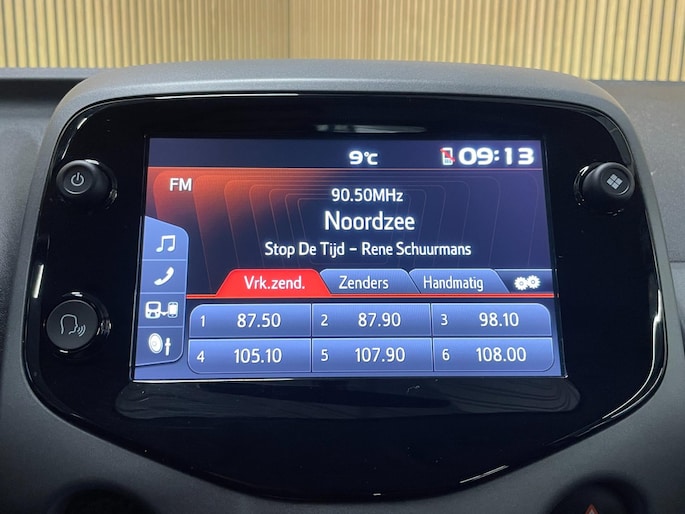 9°C
09:13
FM
90.50MHz
Noordzee
Stop De Tijd - Rene Schuurmans
Vrk.zend.
Zenders
Handmatig
1 87.50
2 87.90
3 98.10
4 105.10
5 107.90
6 108.00